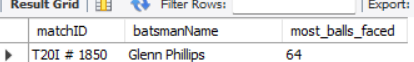 Result Grid Filter Rows: Export:
matchID batsmanName most_balls_faced
T20I # 1850 Glenn Phillips 64